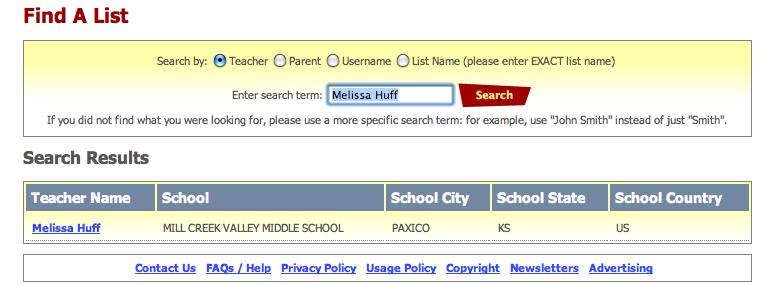 Find A List
Search by: Teacher Parent Username List Name (please enter EXACT list name)
Enter search term: Melissa Huff Search
If you did not find what you were looking for, please use a more specific search term: for example, use "John Smith" instead of just "Smith".
Search Results
Teacher Name School School City School State School Country
Melissa Huff MILL CREEK VALLEY MIDDLE SCHOOL PAXICO KS US
Contact Us FAQs / Help Privacy Policy Usage Policy Copyright Newsletters Advertising